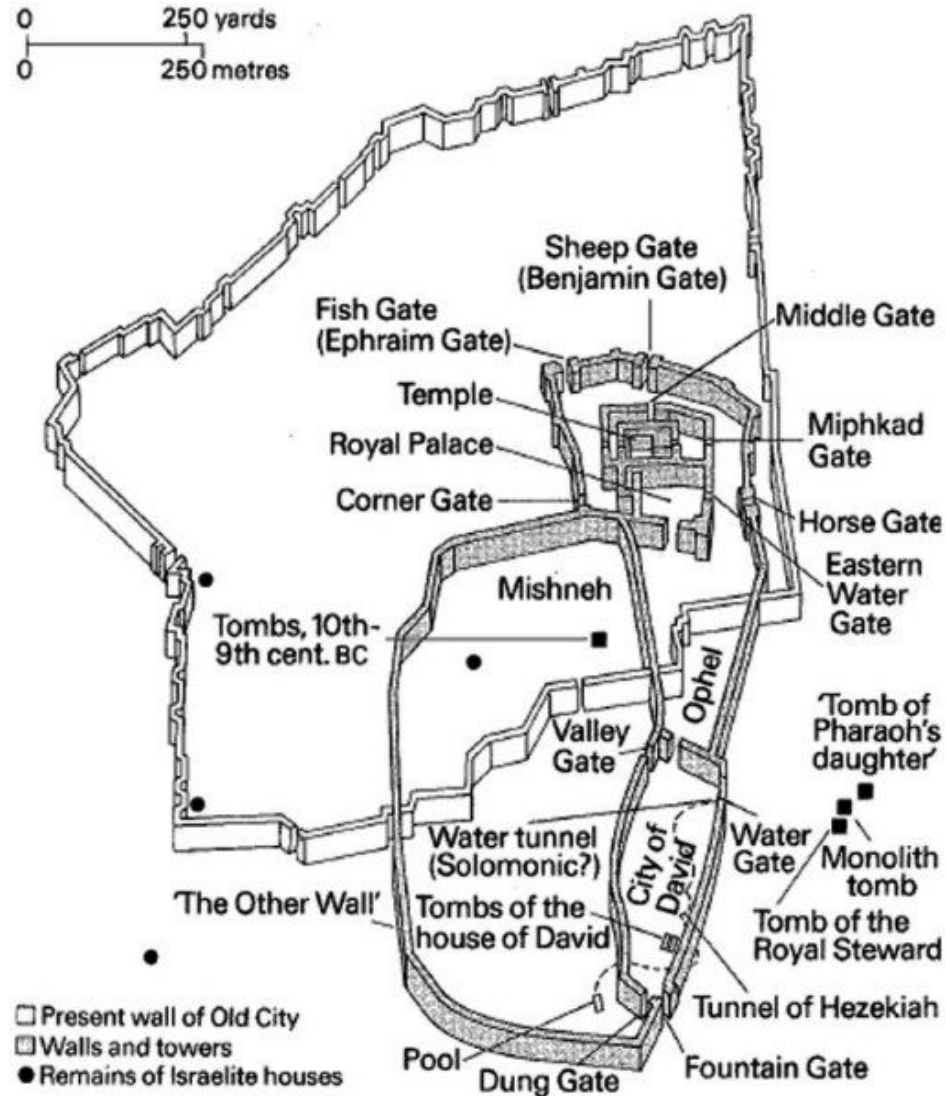 0 250 yards
0 250 metres
Sheep Gate
(Benjamin Gate)
Fish Gate
(Ephraim Gate)
Middle Gate
Temple
Royal Palace
Miphkad
Gate
Corner Gate
Horse Gate
Mishneh
Eastern
Water
Gate
Tombs, 10th-
9th cent. BC
Ophel
'Tomb of
Pharaoh's
daughter'
Valley
Gate
Water tunnel
(Solomonic?)
City of
David
Water
Gate
Monolith
tomb
'The Other Wall'
Tombs of the
house of David
Tomb of the
Royal Steward
Tunnel of Hezekiah
Present wall of Old City
Walls and towers
Remains of Israelite houses
Pool
Dung Gate
Fountain Gate